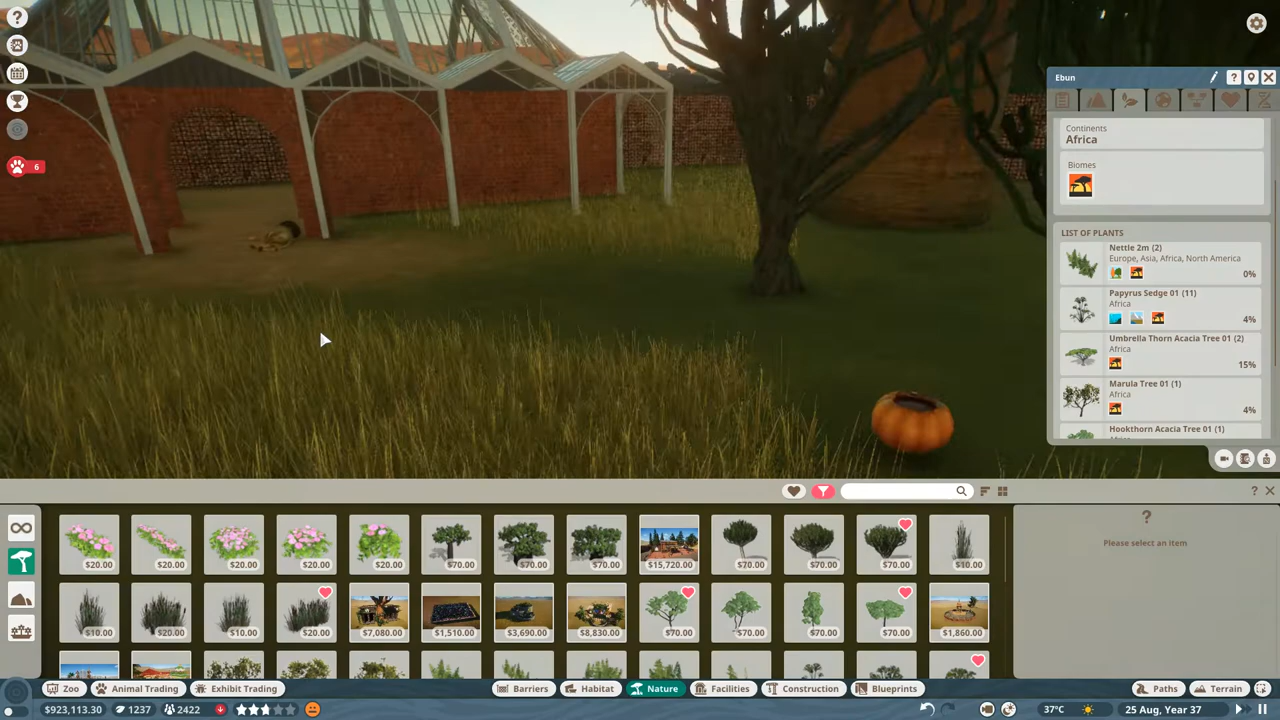 6
Ebun
Continents
Africa
Biomes
LIST OF PLANTS
Nettle 2m (2)
Europe, Asia, Africa, North America
0%
Papyrus Sedge 01 (11)
Africa
4%
Umbrella Thorn Acacia Tree 01 (2)
Africa
15%
Marula Tree 01 (1)
Africa
4%
Hookthorn Acacia Tree 01 (1)
$20.00 $20.00 $20.00 $20.00 $20.00 $70.00 $70.00 $70.00 $15,720.00 $70.00 $70.00 $70.00 $10.00
?
Please select an item
$10.00 $10.00 $20.00 $10.00 $20.00 $7,080.00 $1,510.00 $3,690.00 $8,830.00 $70.00 $70.00 $70.00 $70.00 $1,860.00
Zoo Animal Trading Exhibit Trading Barriers Habitat Nature Facilities Construction Blueprints Paths Terrain
$923,113.30 1237 2422 37°C 25 Aug, Year 37